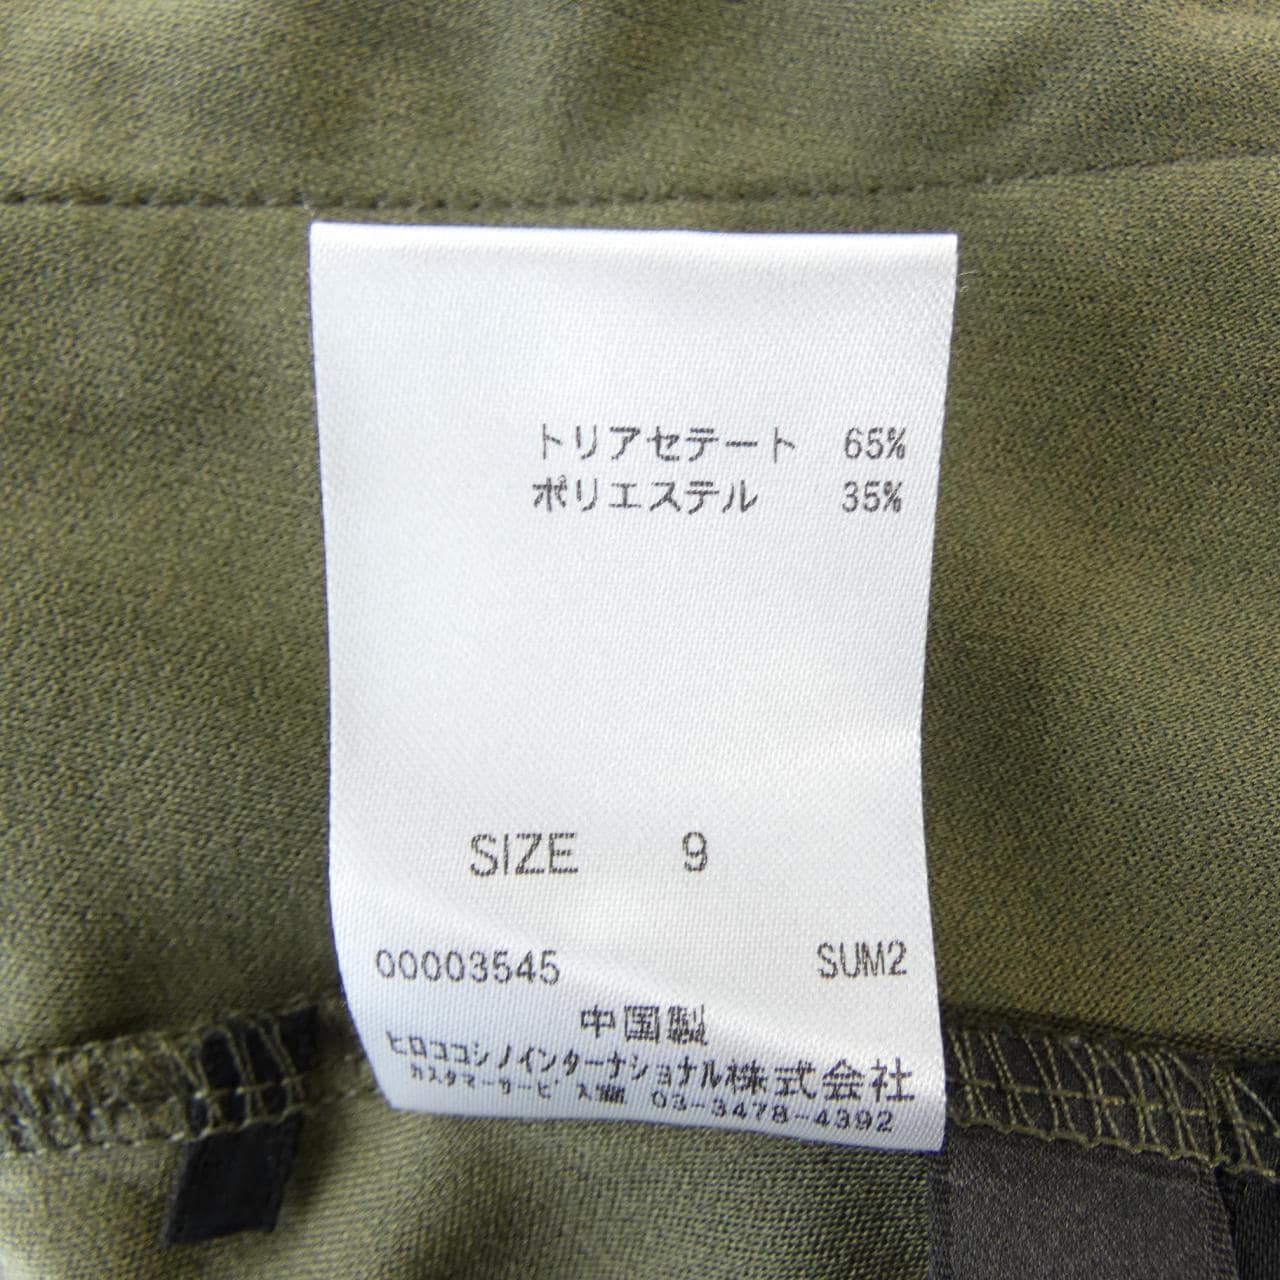 トリアセテート 65%
ポリエステル 35%
SIZE 9
00003545 SUM2
中国製
ヒロココシノインターナショナル株式会社
カスタマーサービス 03-3478-4392